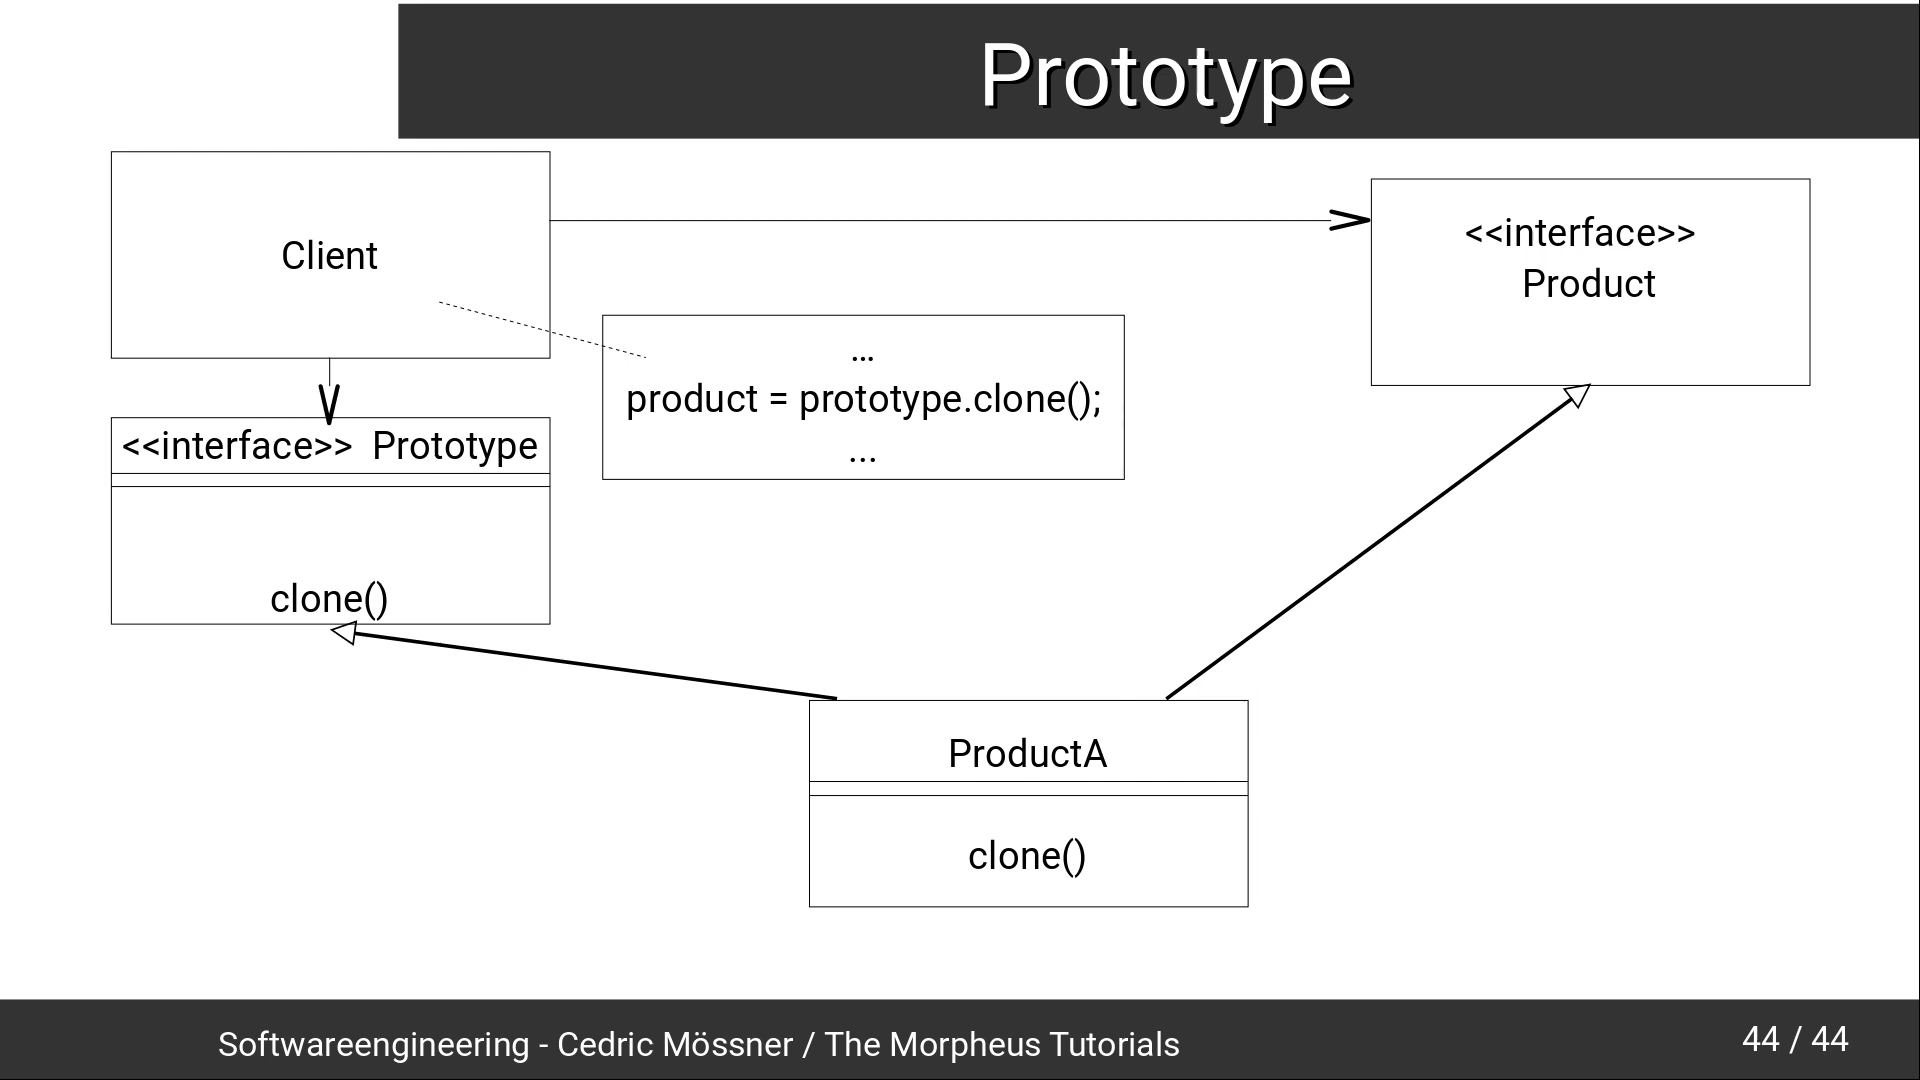 Prototype
Client
<<interface>>
Product
...
product = prototype.clone();
...
<<interface>> Prototype
clone()
ProductA
clone()
Softwareengineering - Cedric Mössner / The Morpheus Tutorials
44 / 44